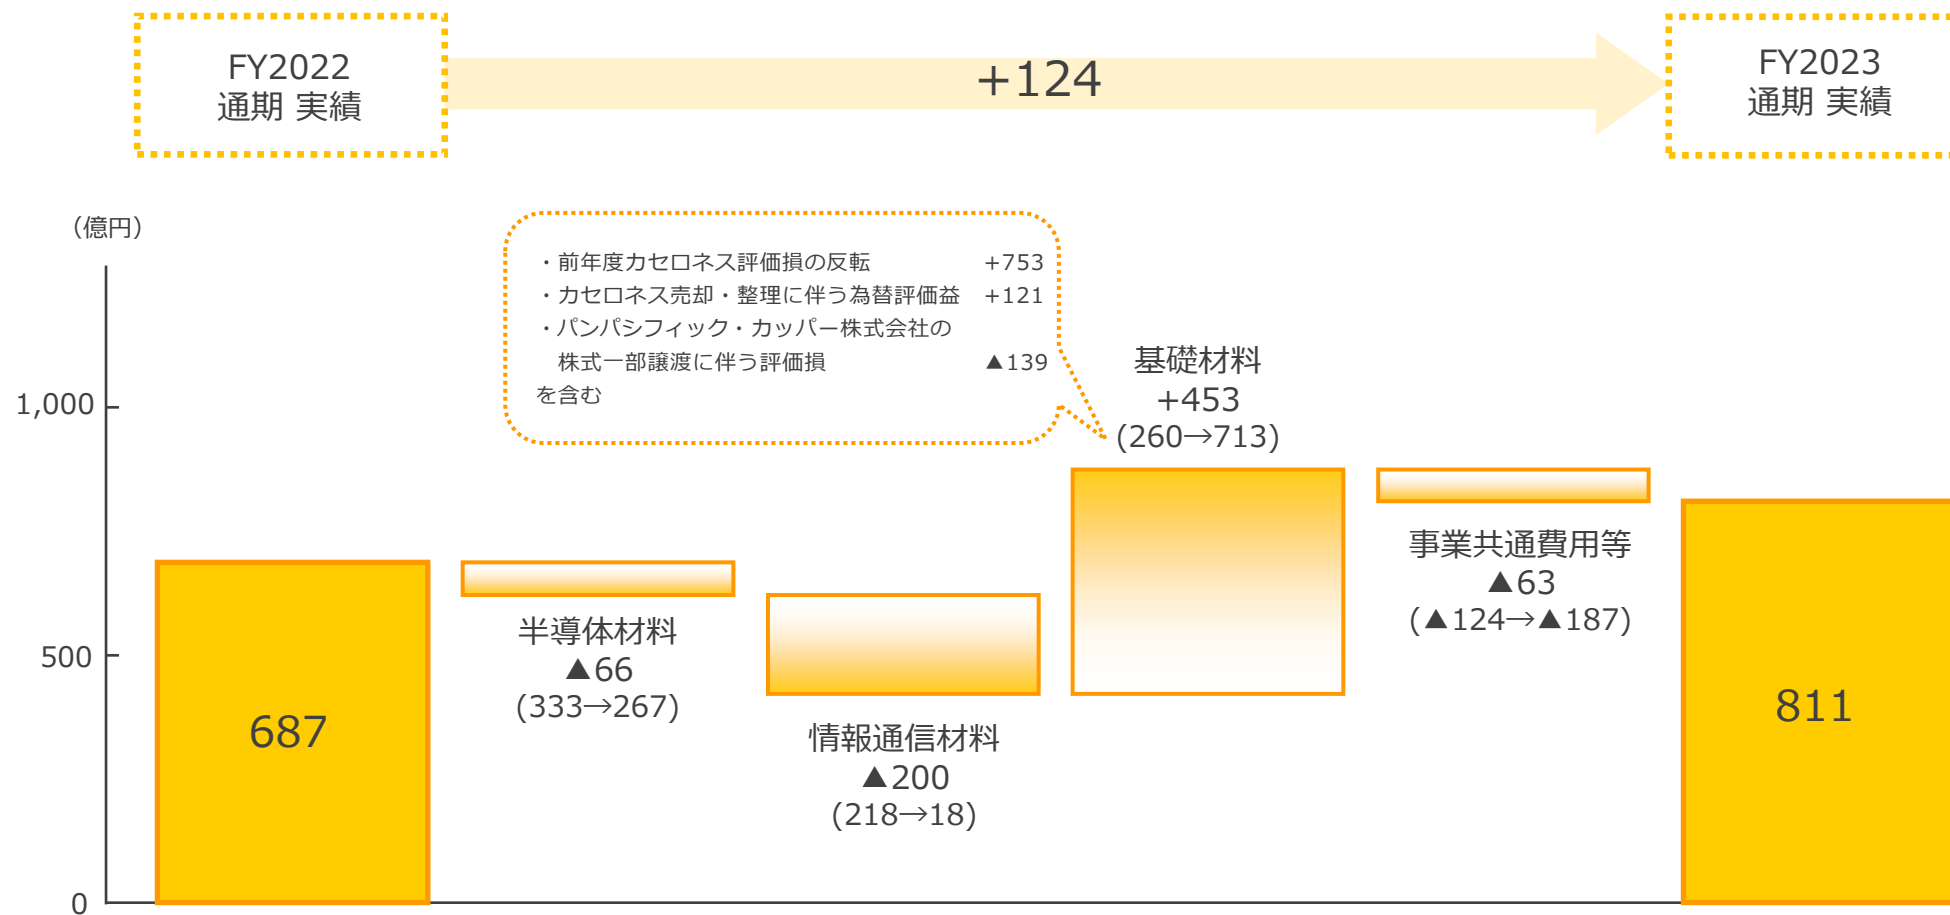 FY2022
通期 実績
+124
FY2023
通期 実績
（億円）
・前年度カセロネス評価損の反転 +753
・カセロネス売却・整理に伴う為替評価益 +121
・パンパシフィック・カッパー株式会社の
株式一部譲渡に伴う評価損 ▲139
を含む
基礎材料
+453
(260→713)
1,000
事業共通費用等
▲63
(▲124→▲187)
半導体材料
▲66
(333→267)
500
情報通信材料
▲200
(218→18)
687
811
0